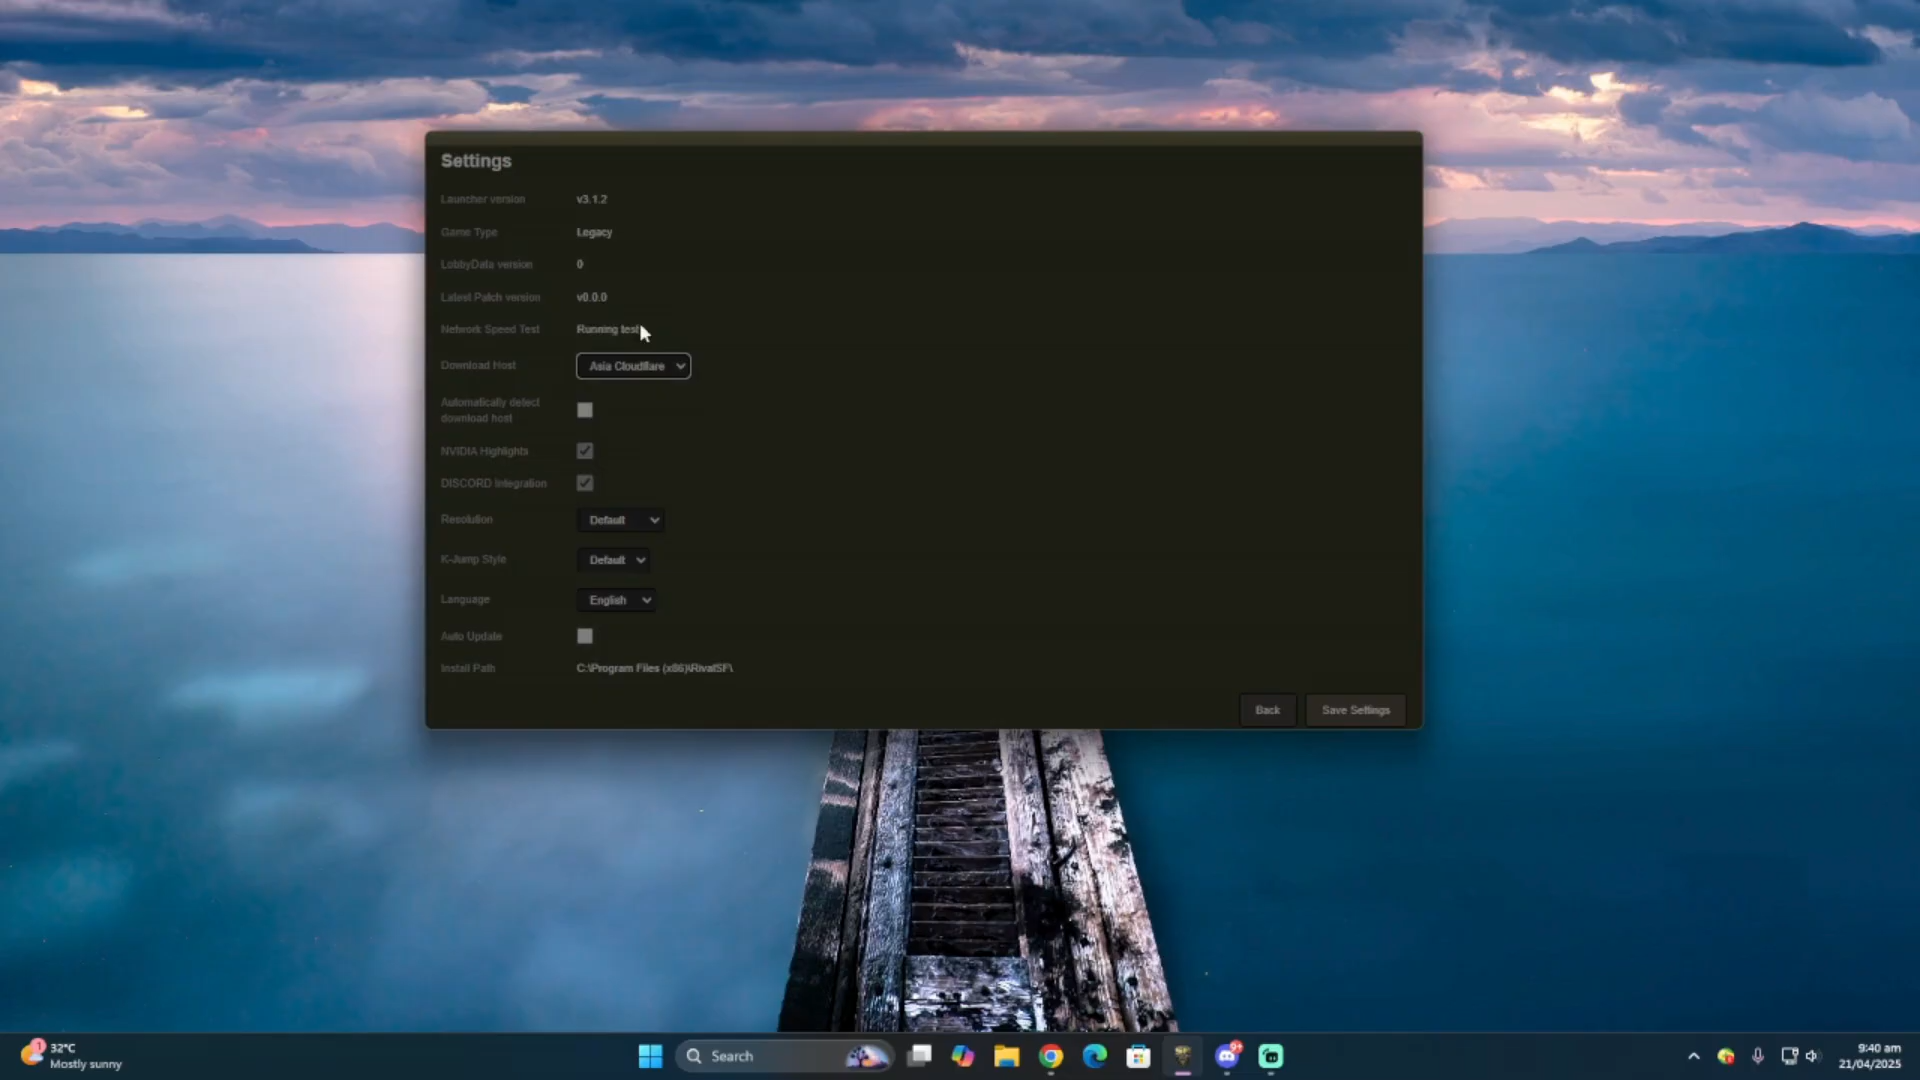 Settings
Launcher version v3.1.2
Game Type Legacy
LobbyData version 0
Latest Patch version v0.0.0
Network Speed Test Running test
Download Host Asia Cloudflare
Automatically detect
download host
NVIDIA Highlights
DISCORD Integration
Resolution Default
K-Jump Style Default
Language English
Auto Update
Install Path C:\Program Files (x86)\RivalSF\
Back Save Settings
1
32°C
Mostly sunny
Search
9+
9:40 am
21/04/2025